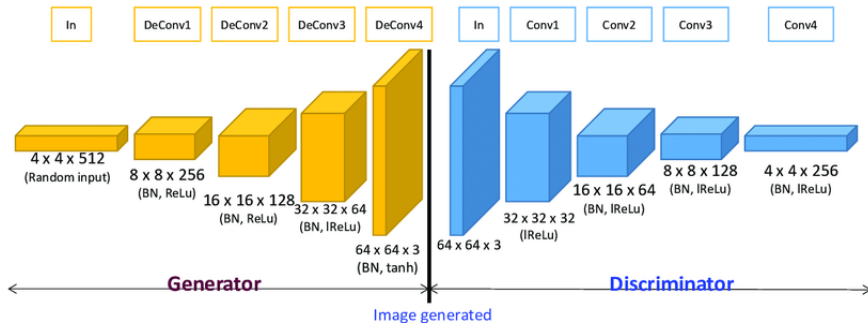 In
DeConv1
DeConv2
DeConv3
DeConv4
In
Conv1
Conv2
Conv3
Conv4
4 x 4 x 512
(Random input)
8 x 8 x 256
(BN, ReLu)
16 x 16 x 128
(BN, ReLu)
32 x 32 x 64
(BN, lReLu)
64 x 64 x 3
(BN, tanh)
64 x 64 x 3
32 x 32 x 32
(lReLu)
16 x 16 x 64
(BN, lReLu)
8 x 8 x 128
(BN, lReLu)
4 x 4 x 256
(BN, lReLu)
Generator
Discriminator
Image generated